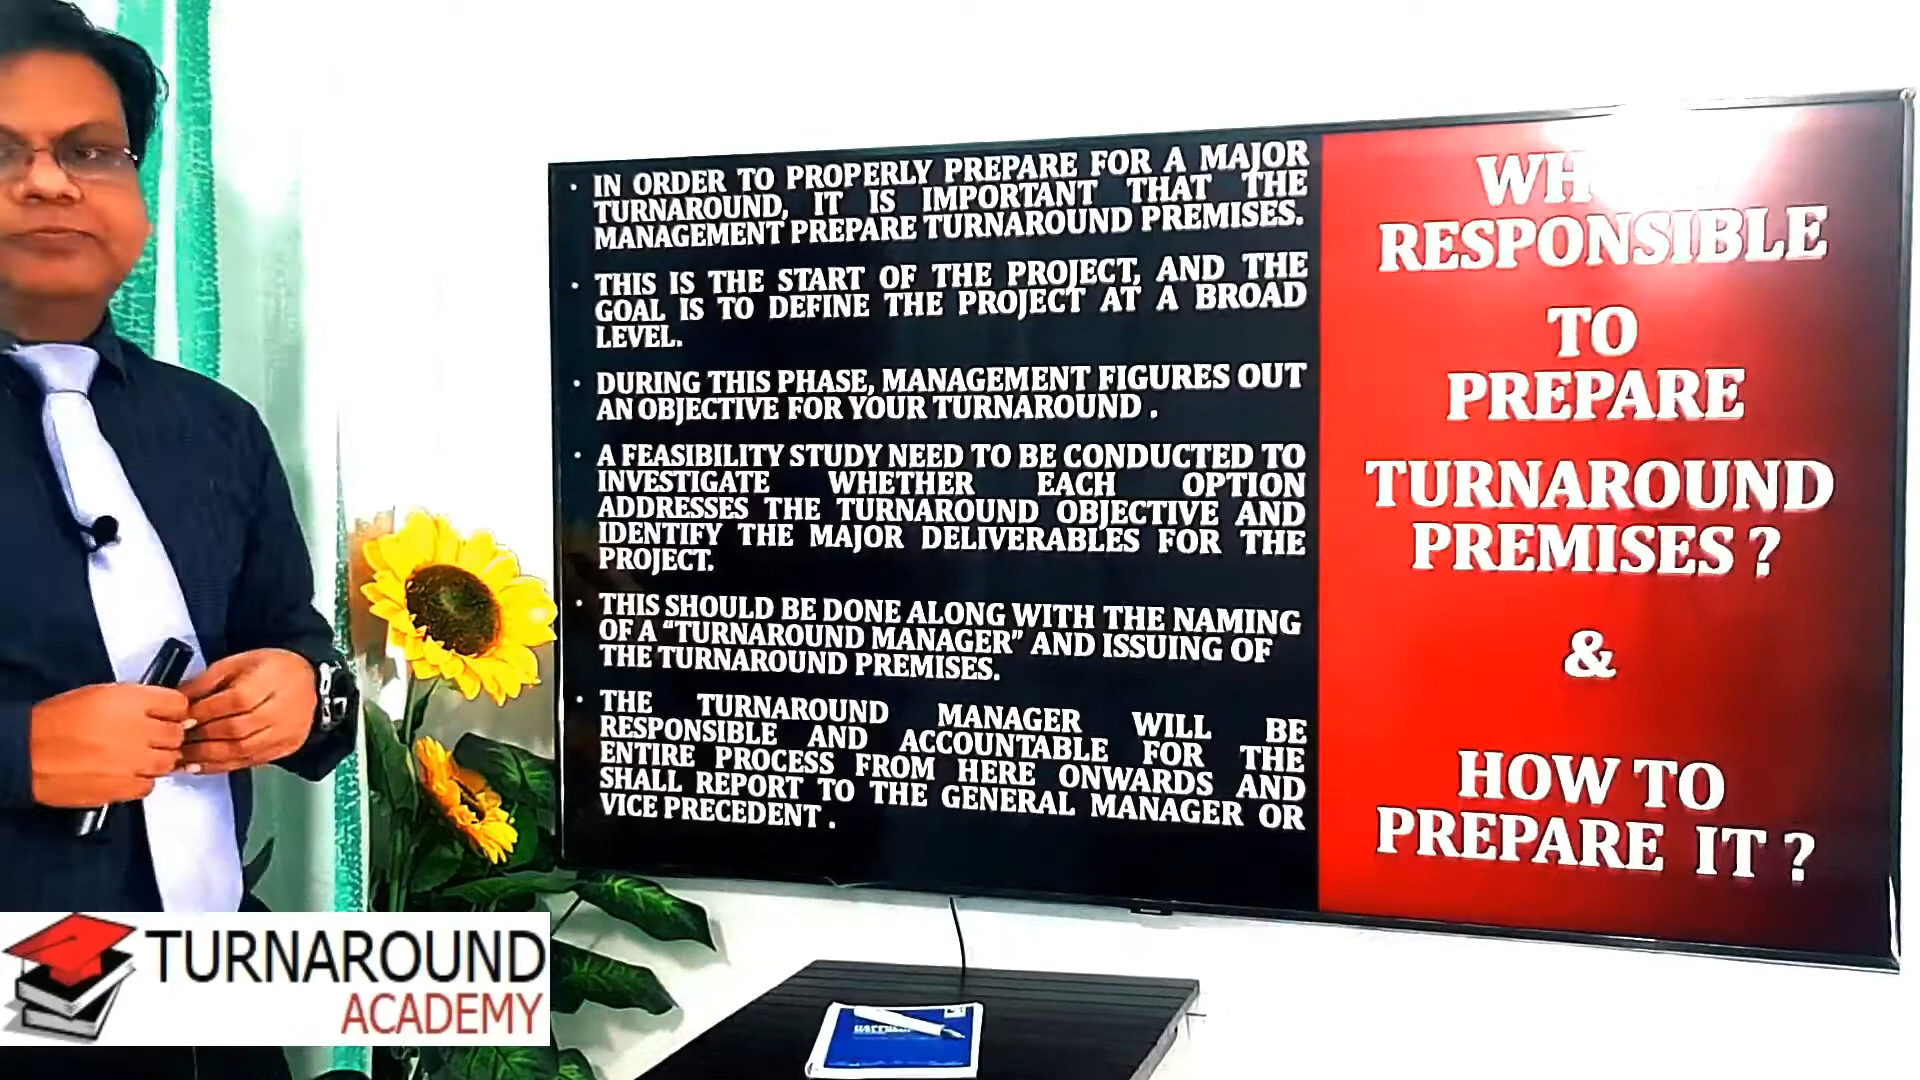 • IN ORDER TO PROPERLY PREPARE FOR A MAJOR
TURNAROUND, IT IS IMPORTANT THAT THE
MANAGEMENT PREPARE TURNAROUND PREMISES.
• THIS IS THE START OF THE PROJECT, AND THE
GOAL IS TO DEFINE THE PROJECT AT A BROAD
LEVEL.
• DURING THIS PHASE, MANAGEMENT FIGURES OUT
AN OBJECTIVE FOR YOUR TURNAROUND .
• A FEASIBILITY STUDY NEED TO BE CONDUCTED TO
INVESTIGATE WHETHER EACH OPTION
ADDRESSES THE TURNAROUND OBJECTIVE AND
IDENTIFY THE MAJOR DELIVERABLES FOR THE
PROJECT.
• THIS SHOULD BE DONE ALONG WITH THE NAMING
OF A “TURNAROUND MANAGER” AND ISSUING OF
THE TURNAROUND PREMISES.
• THE TURNAROUND MANAGER WILL BE
RESPONSIBLE AND ACCOUNTABLE FOR THE
ENTIRE PROCESS FROM HERE ONWARDS AND
SHALL REPORT TO THE GENERAL MANAGER OR
VICE PRECEDENT .
RESPONSIBLE
TO
PREPARE
TURNAROUND
PREMISES ?
&
HOW TO
PREPARE IT ?
TURNAROUND
ACADEMY